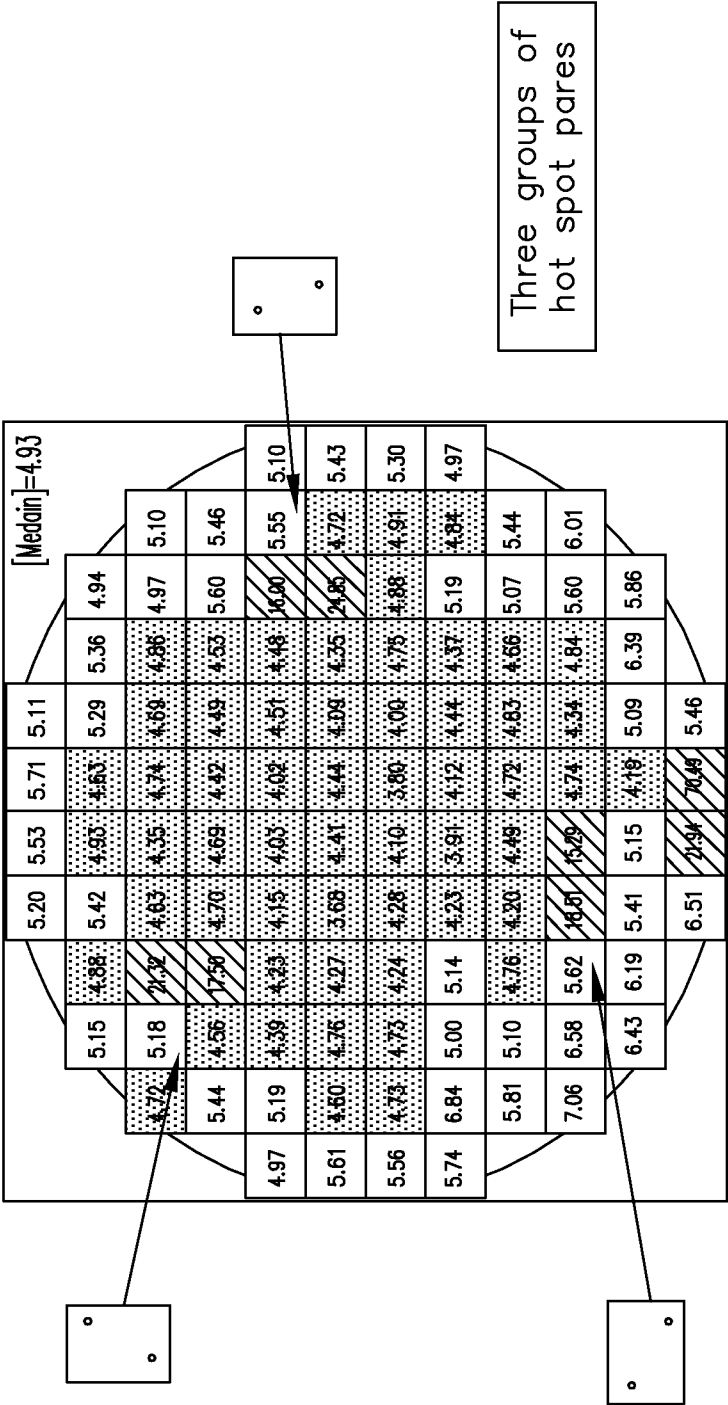 5.20 5.53 5.71 5.11 [Medain]=4.93
5.15 4.88 5.42 4.93 4.63 5.29 5.36 4.94
4.72 5.18 21.32 4.63 4.35 4.74 4.69 4.86 4.97 5.10
5.44 4.56 17.50 4.70 4.69 4.42 4.49 4.53 5.60 5.46
4.97 5.19 4.39 4.23 4.15 4.03 4.02 4.51 4.48 16.00 5.55 5.10
5.61 4.60 4.76 4.27 3.68 4.41 4.44 4.09 4.35 24.85 4.72 5.43
5.56 4.73 4.73 4.24 4.28 4.10 3.80 4.00 4.75 4.88 4.91 5.30
5.74 6.84 5.00 5.14 4.23 3.91 4.12 4.44 4.37 5.19 4.84 4.97
5.81 5.10 4.76 4.20 4.49 4.72 4.83 4.66 5.07 5.44
7.06 6.58 5.62 15.29 4.74 4.34 4.84 5.60 6.01
6.43 6.19 5.41 5.15 4.19 5.09 6.39 5.86
6.51 21.94 70.49 5.46
Three groups of
hot spot pares